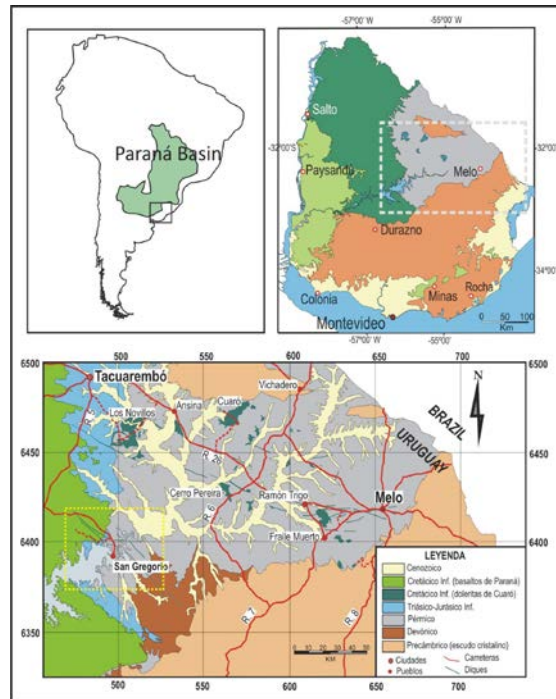 Paraná Basin
-57°00'W
-55°00'W
Salto
-32°00'S
-32°00'S
Paysandú
Melo
Durazno
-34°00'S
-34°00'S
Colonia
Minas
Rocha
Montevideo
0 50 100
Km
-57°00'W
-55°00'W
6500
500
550
600
650
700
6500
Tacuarembó
Vichadero
N
Ansina
Cuaró
Los Novillos
R. 5
BRAZIL
URUGUAY
6450
R. 26
6450
Cerro Pereira
Ramón Trigo
Melo
R. 6
Fraile Muerto
6400
6400
San Gregorio
LEYENDA
Cenozoico
Cretácico Inf. (basaltos de Paraná)
Cretácico Inf. (doleritas de Cuaró)
Triásico-Jurásico Inf.
Pérmico
Devónico
Precámbrico (escudo cristalino)
Ciudades
Carreteras
Pueblos
Diques
R. 7
R. 8
KM
6350
6350
500
550
600
650
700